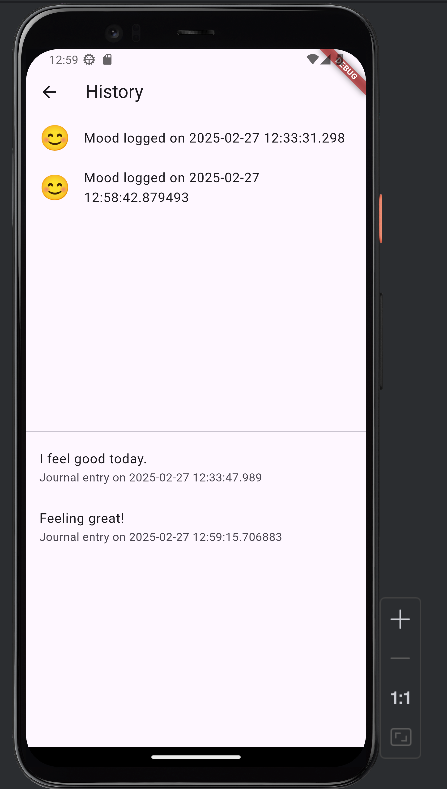 12:59
DEBUG
History
Mood logged on 2025-02-27 12:33:31.298
Mood logged on 2025-02-27
12:58:42.879493
I feel good today.
Journal entry on 2025-02-27 12:33:47.989
Feeling great!
Journal entry on 2025-02-27 12:59:15.706883
1:1